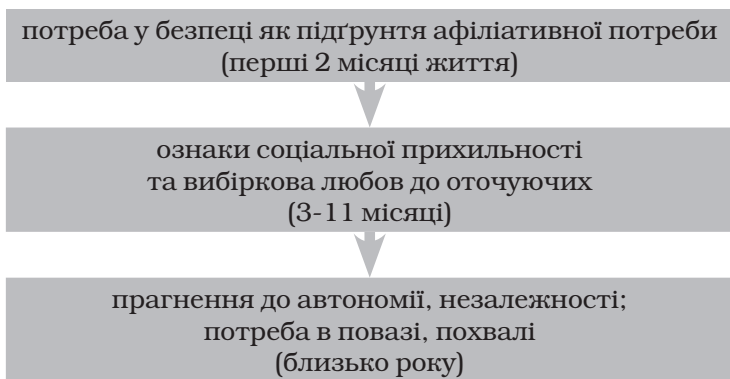 потреба у безпеці як підґрунтя афіліативної потреби
(перші 2 місяці життя)
ознаки соціальної прихильності
та вибіркова любов до оточуючих
(3-11 місяці)
прагнення до автономії, незалежності;
потреба в повазі, похвалі
(близько року)